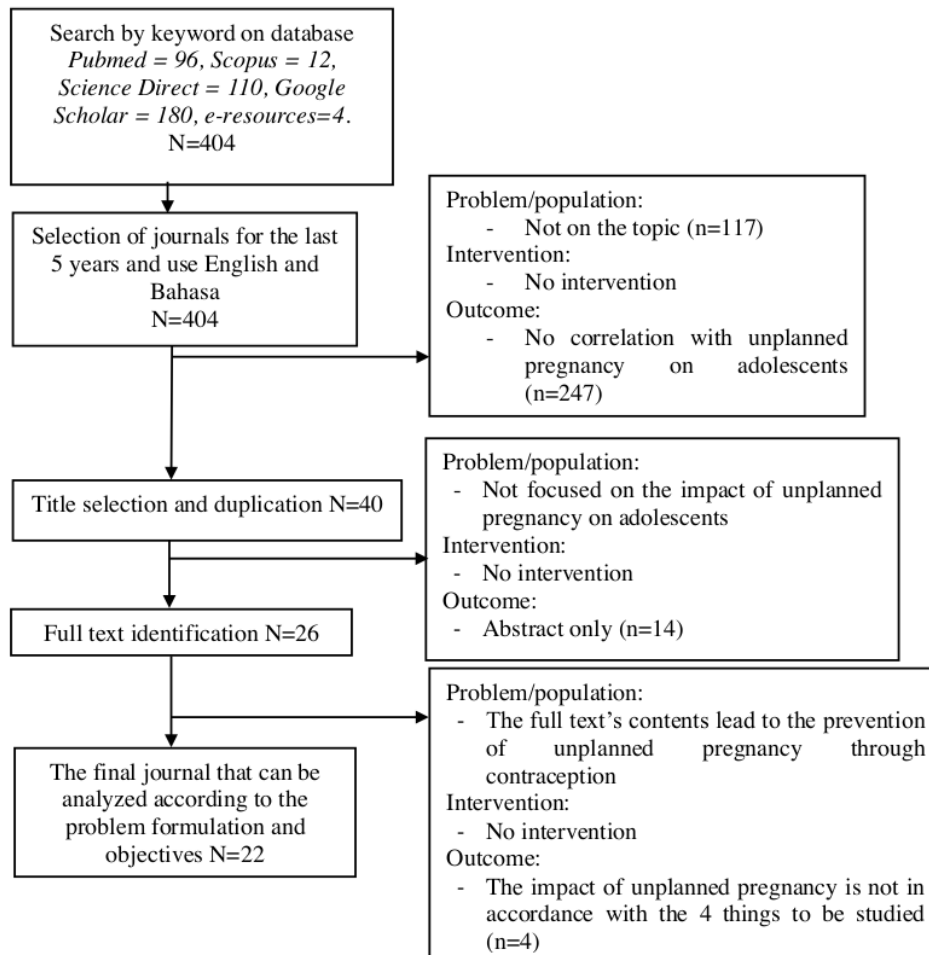 Search by keyword on database
Pubmed = 96, Scopus = 12,
Science Direct = 110, Google
Scholar = 180, e-resources=4.
N=404
Selection of journals for the last
5 years and use English and
Bahasa
N=404
Problem/population:
- Not on the topic (n=117)
Intervention:
- No intervention
Outcome:
- No correlation with unplanned
pregnancy on adolescents
(n=247)
Title selection and duplication N=40
Problem/population:
- Not focused on the impact of unplanned
pregnancy on adolescents
Intervention:
- No intervention
Outcome:
- Abstract only (n=14)
Full text identification N=26
Problem/population:
- The full text's contents lead to the prevention
of unplanned pregnancy through
contraception
Intervention:
- No intervention
Outcome:
- The impact of unplanned pregnancy is not in
accordance with the 4 things to be studied
(n=4)
The final journal that can be
analyzed according to the
problem formulation and
objectives N=22